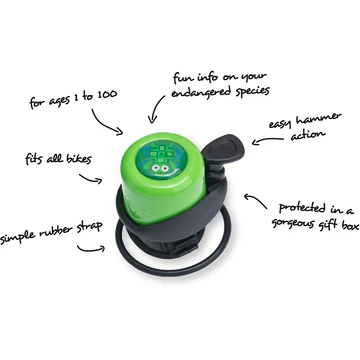 fun info on your
endangered species
for ages 1 to 100
easy hammer
action
fits all bikes
protected in a
gorgeous gift box
simple rubber strap